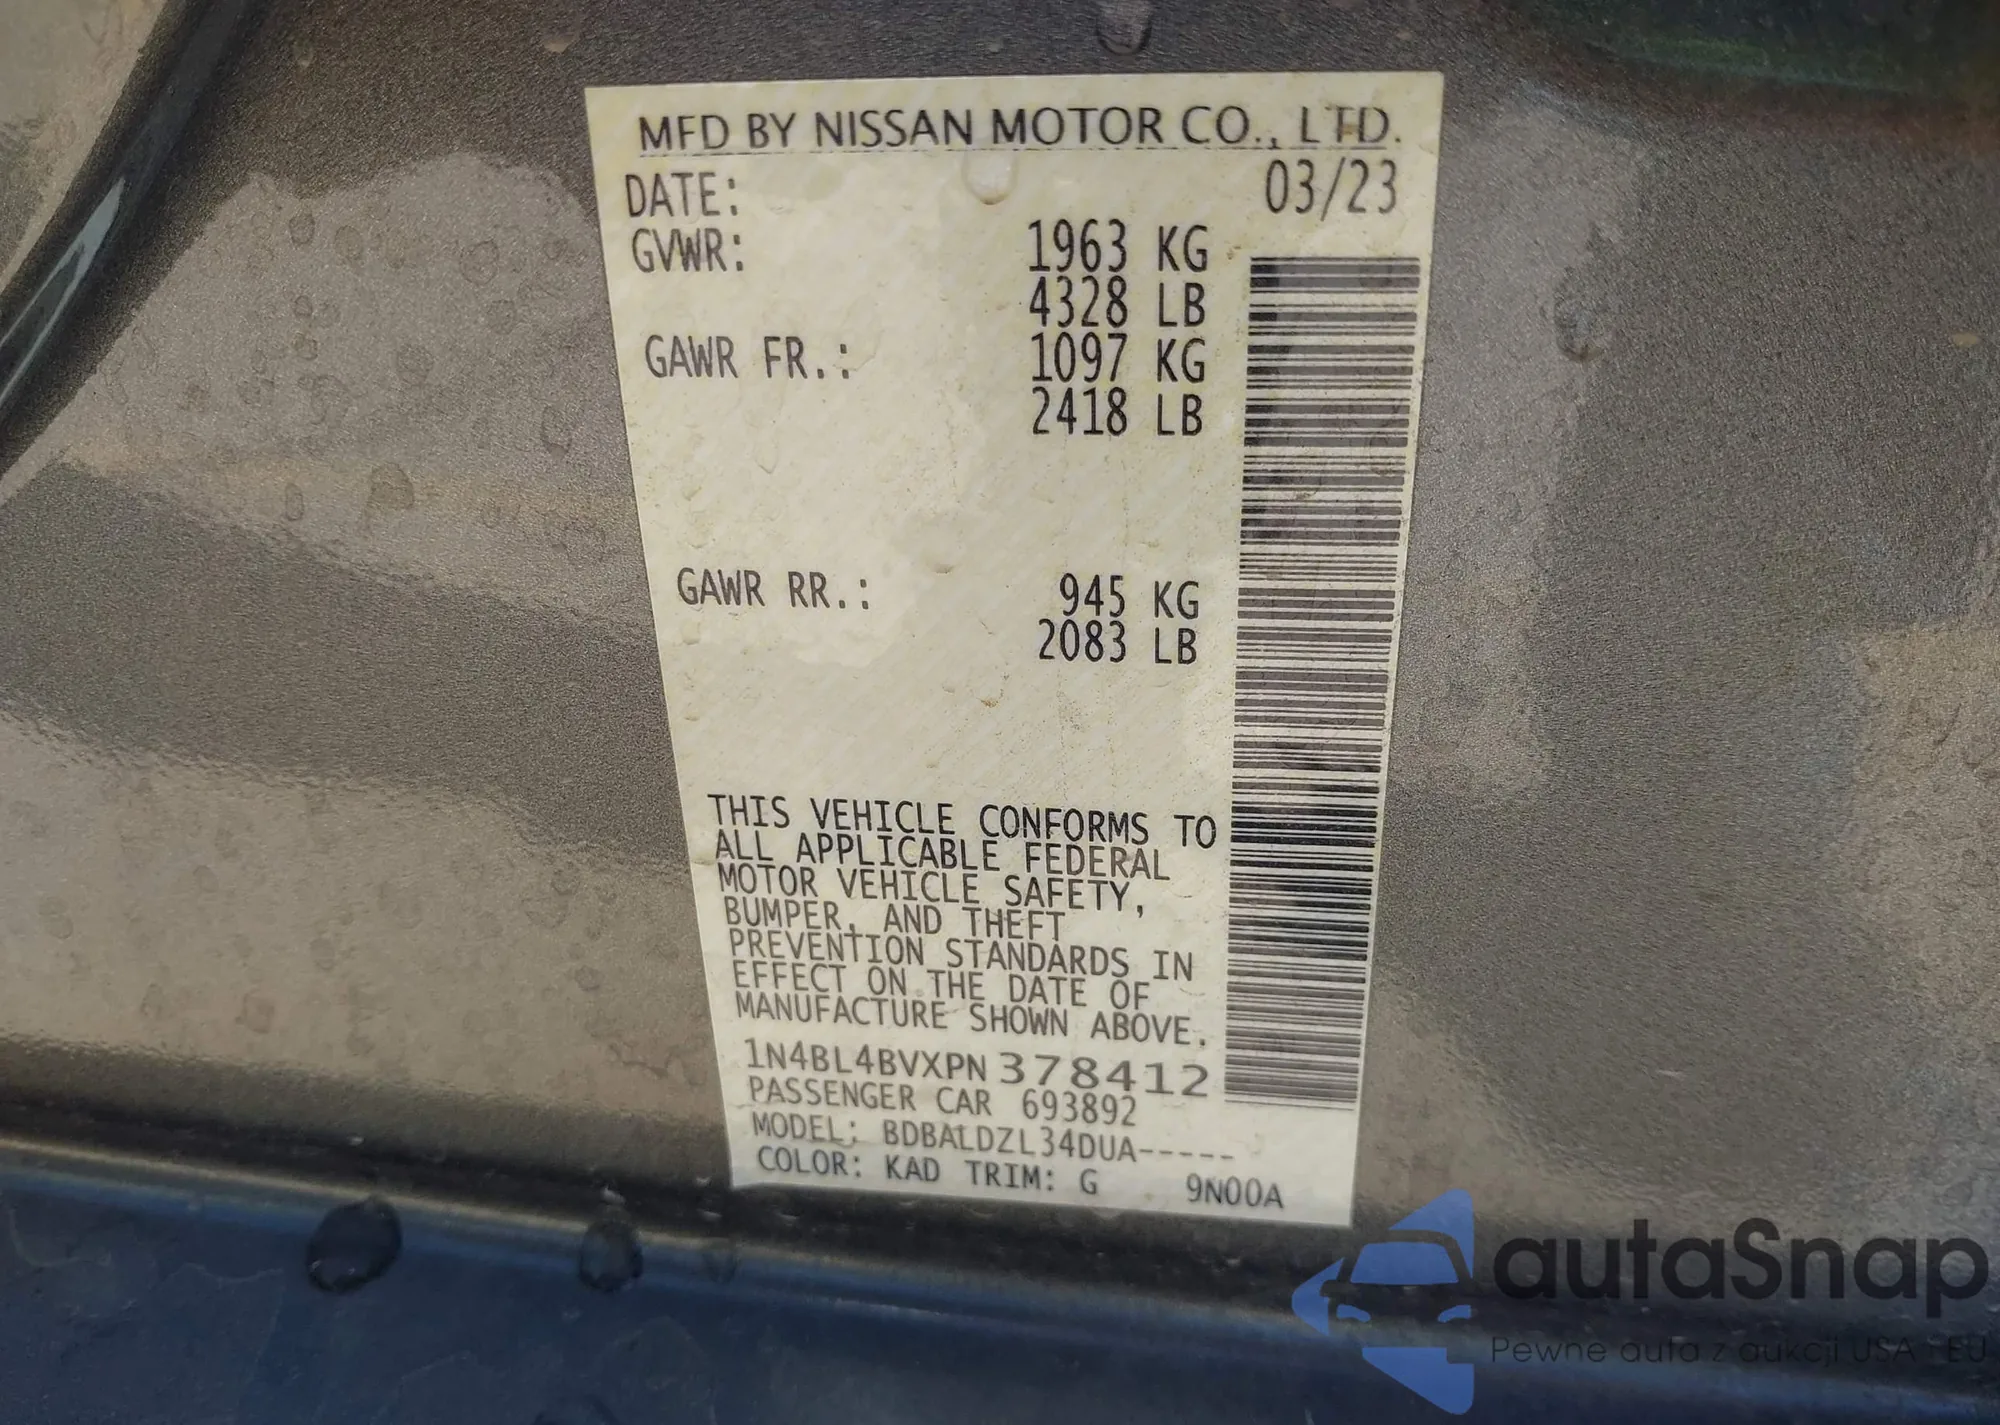 MFD BY NISSAN MOTOR CO., LTD.
DATE: 03/23
GVWR: 1963 KG
4328 LB
GAWR FR.: 1097 KG
2418 LB
GAWR RR.: 945 KG
2083 LB
THIS VEHICLE CONFORMS TO
ALL APPLICABLE FEDERAL
MOTOR VEHICLE SAFETY,
BUMPER, AND THEFT
PREVENTION STANDARDS IN
EFFECT ON THE DATE OF
MANUFACTURE SHOWN ABOVE.
1N4BL4BVXPN378412
PASSENGER CAR 693892
MODEL: BDBALDZL34DUA-----
COLOR: KAD TRIM: G 9N00A
autaSnap
Pewne auta z aukcji USA i EU